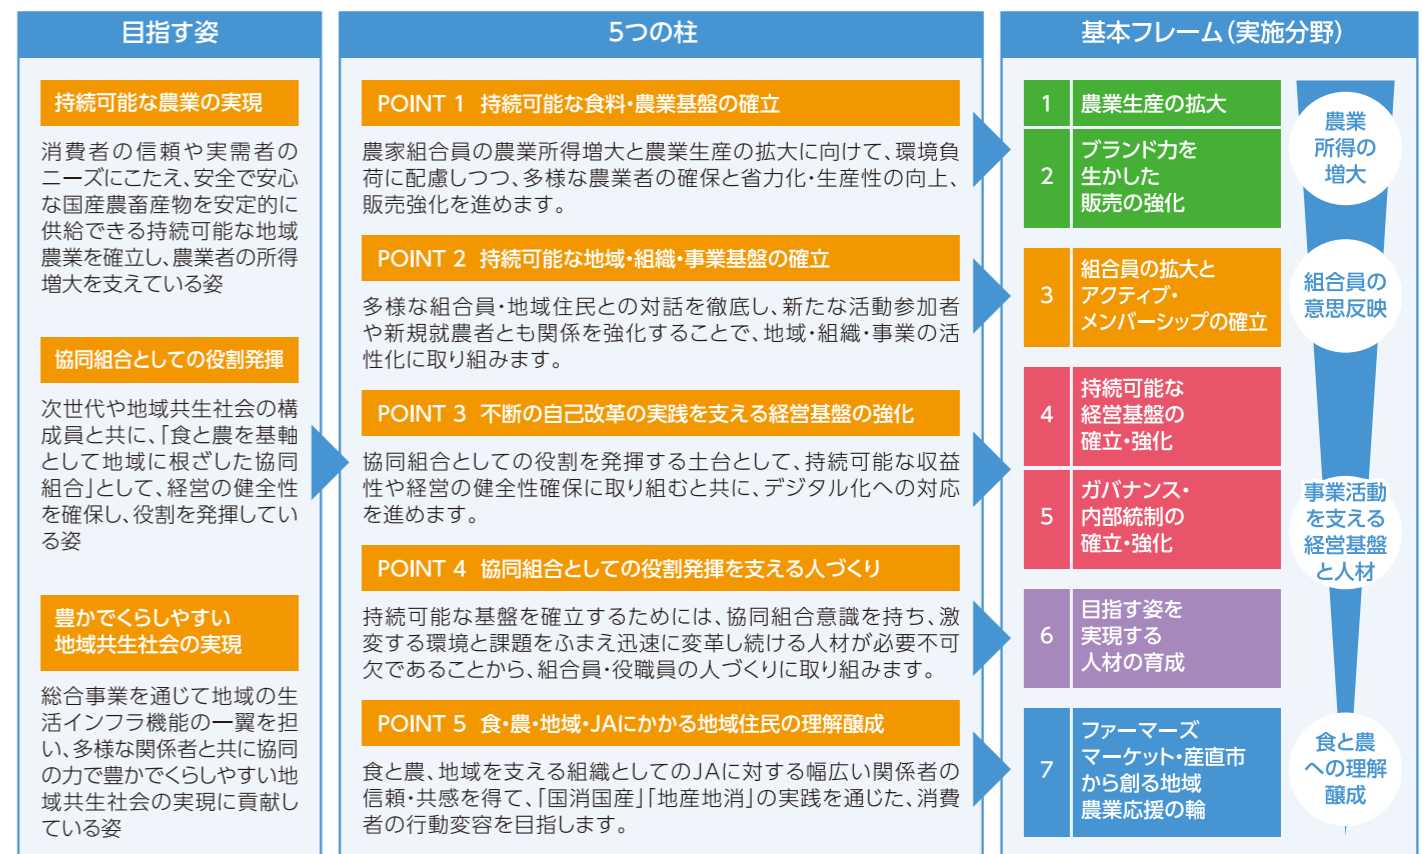 目指す姿
持続可能な農業の実現
消費者の信頼や実需者の
ニーズにこたえ、安全で安心
な国産農畜産物を安定的に
供給できる持続可能な地域
農業を確立し、農業者の所得
増大を支えている姿
協同組合としての役割発揮
次世代や地域共生社会の構
成員と共に、「食と農を基軸
として地域に根ざした協同
組合」として、経営の健全性
を確保し、役割を発揮してい
る姿
豊かでくらしやすい
地域共生社会の実現
総合事業を通じて地域の生
活インフラ機能の一翼を担
い、多様な関係者と共に協同
の力で豊かでくらしやすい地
域共生社会の実現に貢献し
ている姿
5つの柱
POINT 1 持続可能な食料・農業基盤の確立
農家組合員の農業所得増大と農業生産の拡大に向けて、環境負
荷に配慮しつつ、多様な農業者の確保と省力化・生産性の向上、
販売強化を進めます。
POINT 2 持続可能な地域・組織・事業基盤の確立
多様な組合員・地域住民との対話を徹底し、新たな活動参加者
や新規就農者とも関係を強化することで、地域・組織・事業の活
性化に取り組みます。
POINT 3 不断の自己改革の実践を支える経営基盤の強化
協同組合としての役割を発揮する土台として、持続可能な収益
性や経営の健全性確保に取り組むと共に、デジタル化への対応
を進めます。
POINT 4 協同組合としての役割発揮を支える人づくり
持続可能な基盤を確立するためには、協同組合意識を持ち、激
変する環境と課題をふまえ迅速に変革し続ける人材が必要不可
欠であることから、組合員・役職員の人づくりに取り組みます。
POINT 5 食・農・地域・JAにかかる地域住民の理解醸成
食と農、地域を支える組織としてのJAに対する幅広い関係者の
信頼・共感を得て、「国消国産」「地産地消」の実践を通じた、消費
者の行動変容を目指します。
基本フレーム(実施分野)
1 農業生産の拡大
2 ブランド力を
生かした
販売の強化
3 組合員の拡大と
アクティブ・
メンバーシップの確立
4 持続可能な
経営基盤の
確立・強化
5 ガバナンス・
内部統制の
確立・強化
6 目指す姿を
実現する
人材の育成
7 ファーマーズ
マーケット・産直市
から創る地域
農業応援の輪
農業
所得の
増大
組合員の
意思反映
事業活動
を支える
経営基盤
と人材
食と農
への理解
醸成